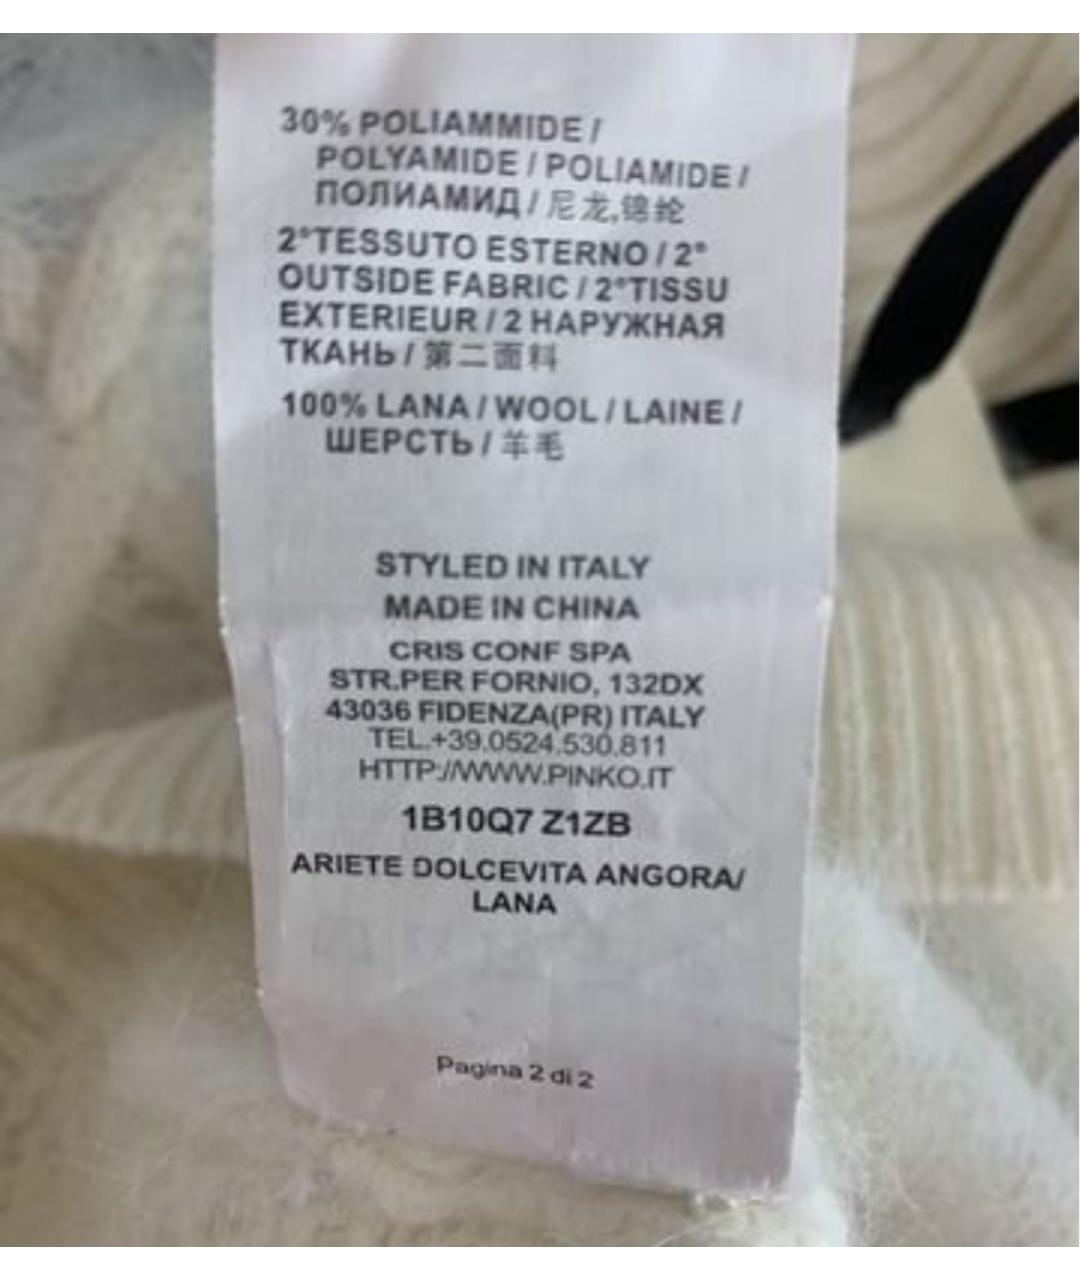 30% POLIAMMIDE /
POLYAMIDE / POLIAMIDE /
ПОЛИАМИД / 尼龙,锦纶
2°TESSUTO ESTERNO / 2°
OUTSIDE FABRIC / 2°TISSU
EXTERIEUR / 2 НАРУЖНАЯ
ТКАНЬ / 第二面料
100% LANA / WOOL / LAINE /
ШЕРСТЬ / 羊毛
STYLED IN ITALY
MADE IN CHINA
CRIS CONF SPA
STR.PER FORNIO, 132DX
43036 FIDENZA(PR) ITALY
TEL.+39.0524.530.811
HTTP://WWW.PINKO.IT
1B10Q7 Z1ZB
ARIETE DOLCEVITA ANGORA/
LANA
Pagina 2 di 2